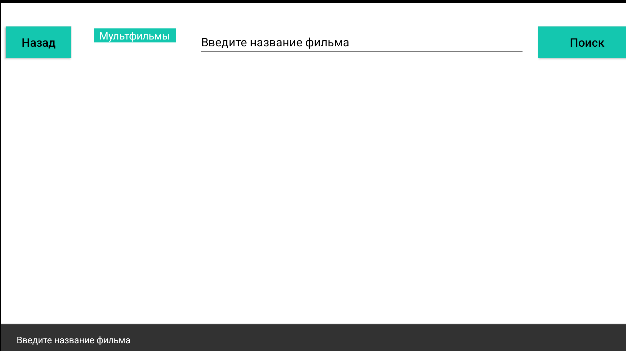 Назад
Мультфильмы
Введите название фильма
Поиск
Введите название фильма